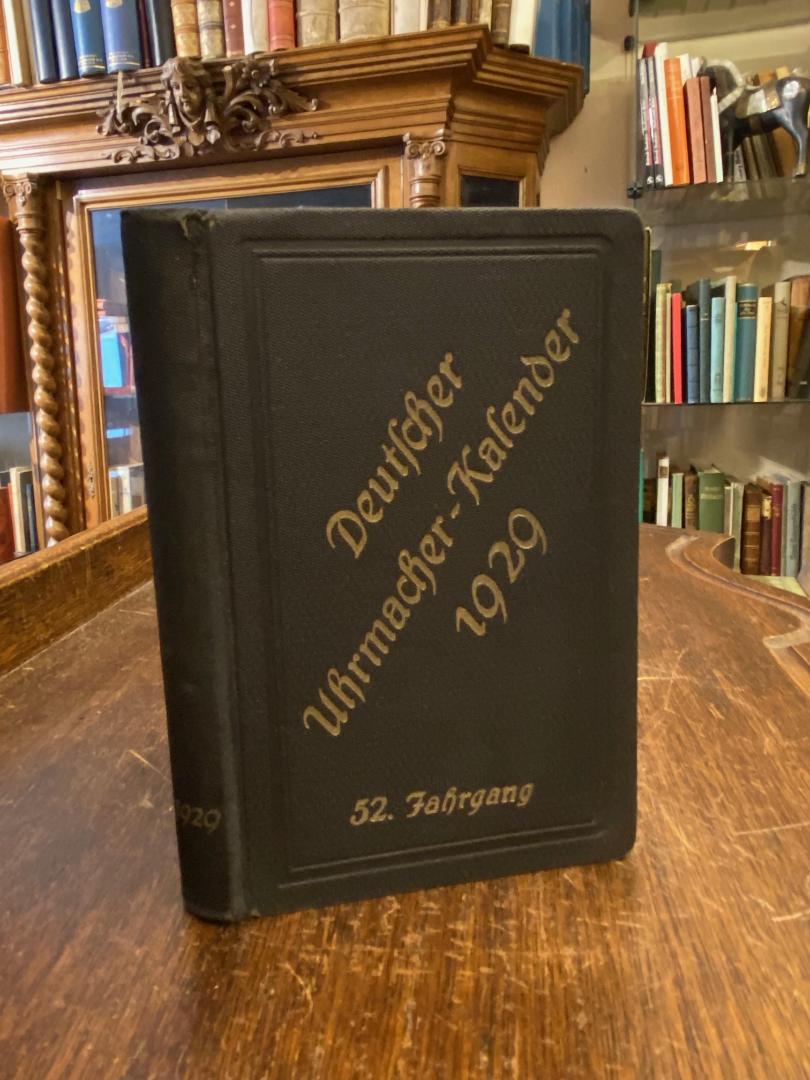 Deutſcher
Uhrmacher-Kalender
1929
52. Jahrgang
1929